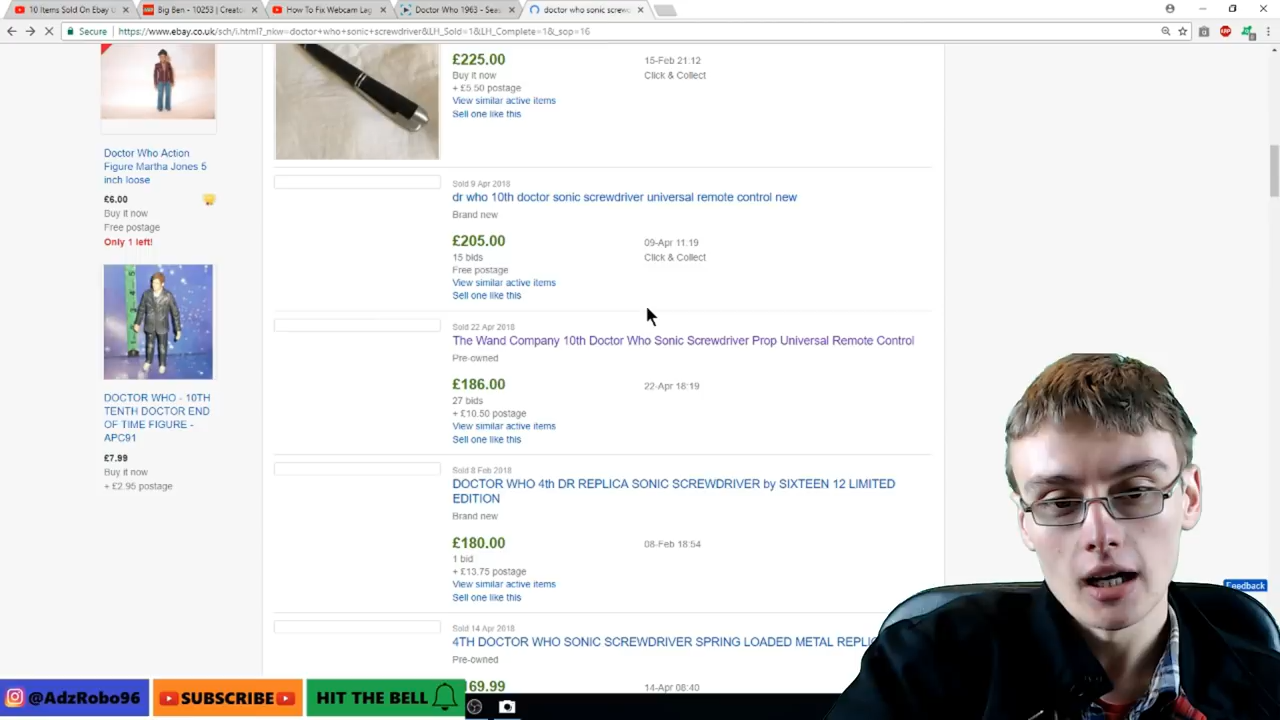 10 Items Sold On Ebay
Big Ben - 10253 | Creato
How To Fix Webcam Lag
Doctor Who 1963 - Seas
doctor who sonic screw
Secure
https://www.ebay.co.uk/sch/i.html?_nkw=doctor+who+sonic+screwdriver&LH_Sold=1&LH_Complete=1&_sop=16
Doctor Who Action
Figure Martha Jones 5
inch loose
£6.00
Buy it now
Free postage
Only 1 left!
DOCTOR WHO - 10TH
TENTH DOCTOR END
OF TIME FIGURE -
APC91
£7.99
Buy it now
+ £2.95 postage
£225.00
15-Feb 21:12
Buy it now
Click & Collect
+ £5.50 postage
View similar active items
Sell one like this
Sold 9 Apr 2018
dr who 10th doctor sonic screwdriver universal remote control new
Brand new
£205.00
09-Apr 11:19
15 bids
Click & Collect
Free postage
View similar active items
Sell one like this
Sold 22 Apr 2018
The Wand Company 10th Doctor Who Sonic Screwdriver Prop Universal Remote Control
Pre-owned
£186.00
22-Apr 18:19
27 bids
+ £10.50 postage
View similar active items
Sell one like this
Sold 8 Feb 2018
DOCTOR WHO 4th DR REPLICA SONIC SCREWDRIVER by SIXTEEN 12 LIMITED
EDITION
Brand new
£180.00
08-Feb 18:54
1 bid
+ £13.75 postage
View similar active items
Sell one like this
Sold 14 Apr 2018
4TH DOCTOR WHO SONIC SCREWDRIVER SPRING LOADED METAL REPLIC
Pre-owned
169.99
14-Apr 08:40
Feedback
@AdzRobo96
SUBSCRIBE
HIT THE BELL